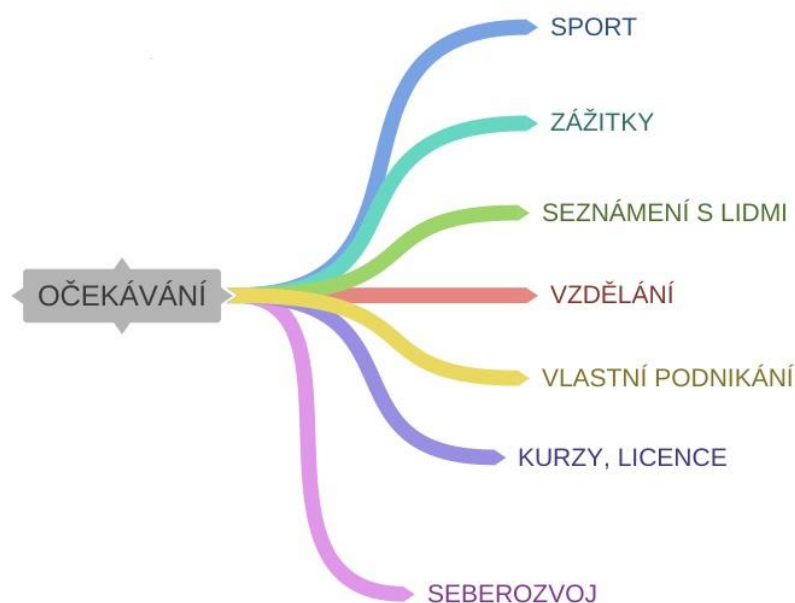 SPORT
ZÁŽITKY
SEZNÁMENÍ S LIDMI
OČEKÁVÁNÍ
VZDĚLÁNÍ
VLASTNÍ PODNIKÁNÍ
KURZY, LICENCE
SEBEROZVOJ